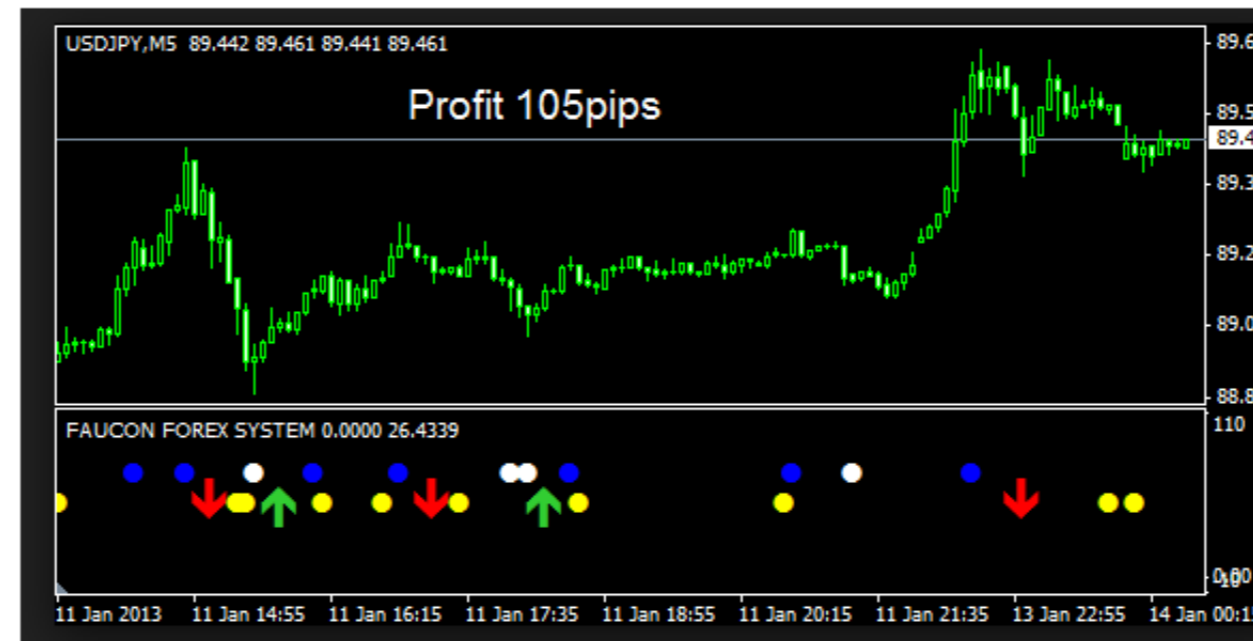 USDJPY,M5 89.442 89.461 89.441 89.461
Profit 105pips
89.6
89.5
89.4
89.3
89.2
89.0
88.8
FAUCON FOREX SYSTEM 0.0000 26.4339
110
11 Jan 2013 11 Jan 14:55 11 Jan 16:15 11 Jan 17:35 11 Jan 18:55 11 Jan 20:15 11 Jan 21:35 13 Jan 22:55 14 Jan 00:1